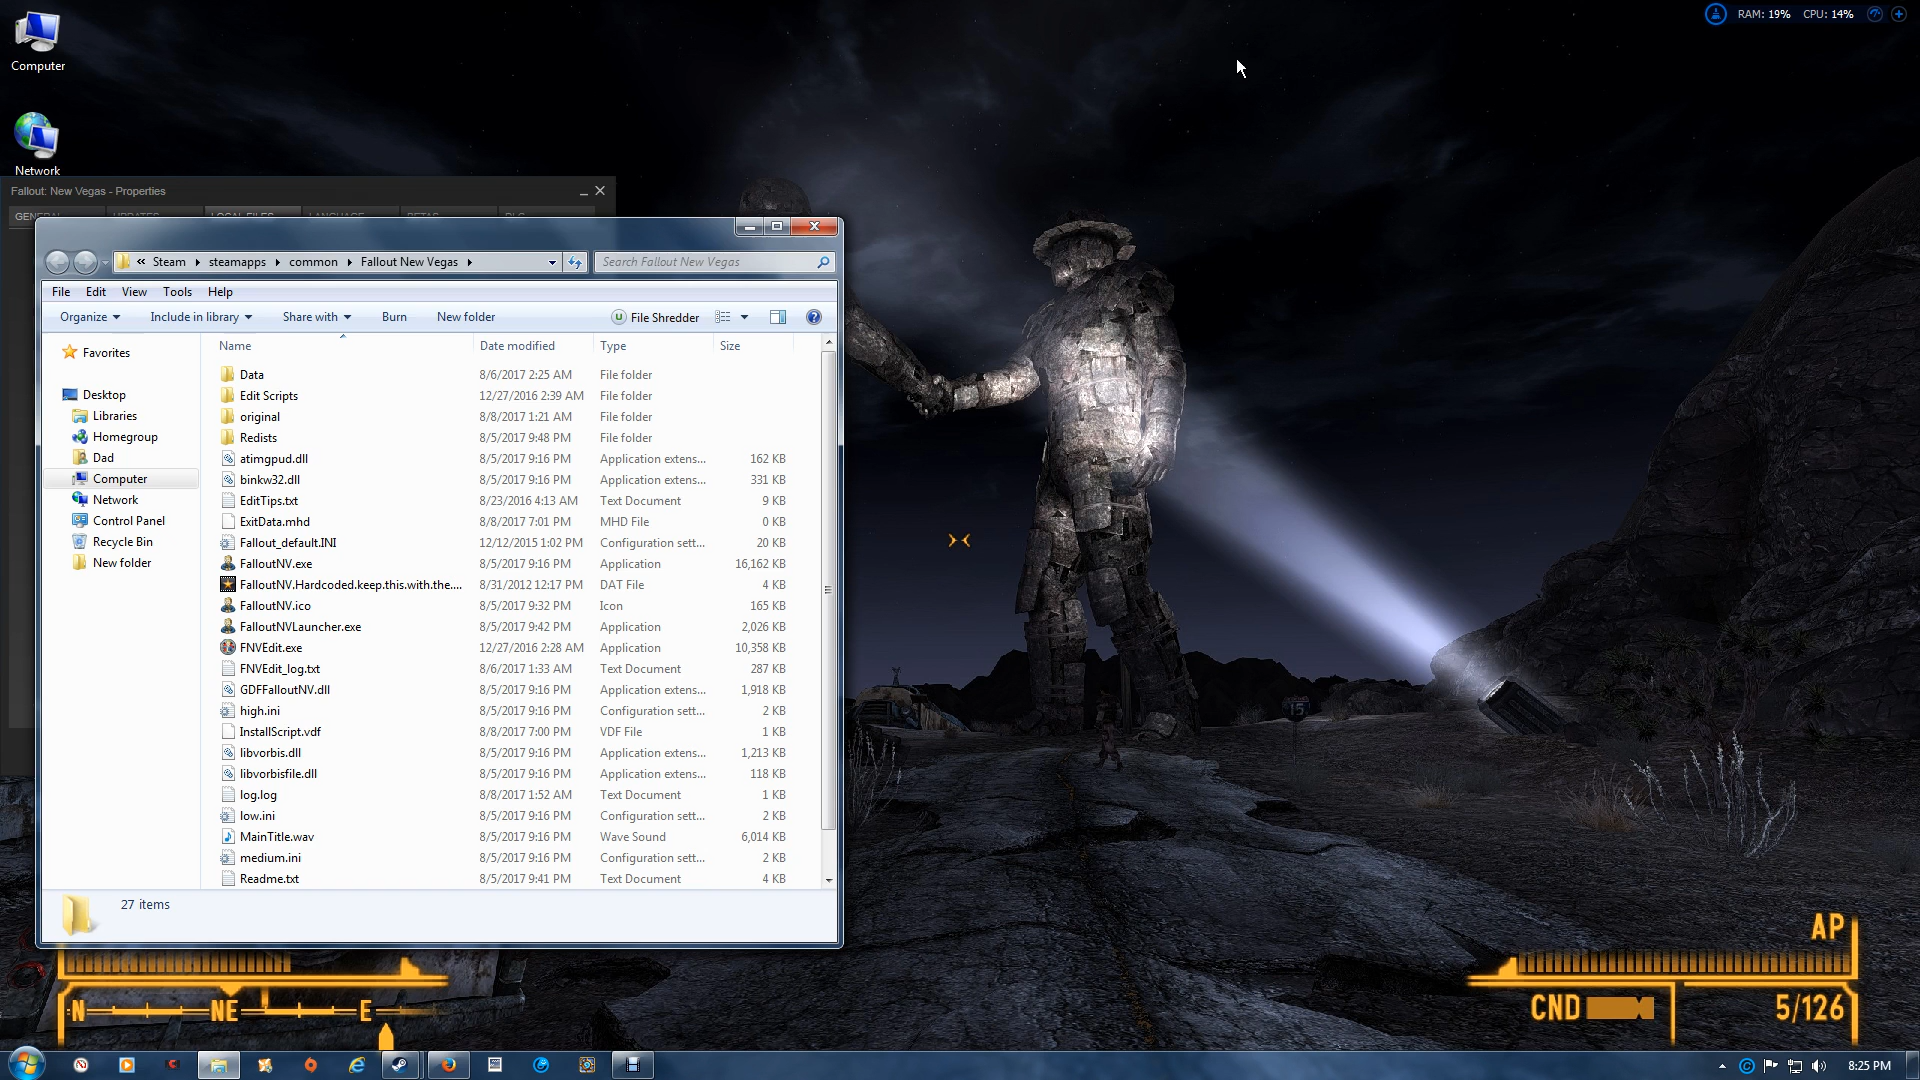 RAM: 19% CPU: 14%
Computer
Network
Fallout: New Vegas - Properties
GENERAL UPDATES LOCAL FILES LANGUAGE BETAS DLC
« Steam steamapps common Fallout New Vegas
Search Fallout New Vegas
File Edit View Tools Help
Organize Include in library Share with Burn New folder File Shredder
Name Date modified Type Size
Favorites
Desktop
Libraries
Homegroup
Dad
Computer
Network
Control Panel
Recycle Bin
New folder
Data 8/6/2017 2:25 AM File folder
Edit Scripts 12/27/2016 2:39 AM File folder
original 8/8/2017 1:21 AM File folder
Redists 8/5/2017 9:48 PM File folder
atimgpud.dll 8/5/2017 9:16 PM Application extens... 162 KB
binkw32.dll 8/5/2017 9:16 PM Application extens... 331 KB
EditTips.txt 8/23/2016 4:13 AM Text Document 9 KB
ExitData.mhd 8/8/2017 7:01 PM MHD File 0 KB
Fallout_default.INI 12/12/2015 1:02 PM Configuration sett... 20 KB
FalloutNV.exe 8/5/2017 9:16 PM Application 16,162 KB
FalloutNV.Hardcoded.keep.this.with.the.... 8/31/2012 12:17 PM DAT File 4 KB
FalloutNV.ico 8/5/2017 9:32 PM Icon 165 KB
FalloutNVLauncher.exe 8/5/2017 9:42 PM Application 2,026 KB
FNVEdit.exe 12/27/2016 2:28 AM Application 10,358 KB
FNVEdit_log.txt 8/6/2017 1:33 AM Text Document 287 KB
GDFFalloutNV.dll 8/5/2017 9:16 PM Application extens... 1,918 KB
high.ini 8/5/2017 9:16 PM Configuration sett... 2 KB
InstallScript.vdf 8/8/2017 7:00 PM VDF File 1 KB
libvorbis.dll 8/5/2017 9:16 PM Application extens... 1,213 KB
libvorbisfile.dll 8/5/2017 9:16 PM Application extens... 118 KB
log.log 8/8/2017 1:52 AM Text Document 1 KB
low.ini 8/5/2017 9:16 PM Configuration sett... 2 KB
MainTitle.wav 8/5/2017 9:16 PM Wave Sound 6,014 KB
medium.ini 8/5/2017 9:16 PM Configuration sett... 2 KB
Readme.txt 8/5/2017 9:41 PM Text Document 4 KB
27 items
15
AP
N NE E
CND 5/126
8:25 PM